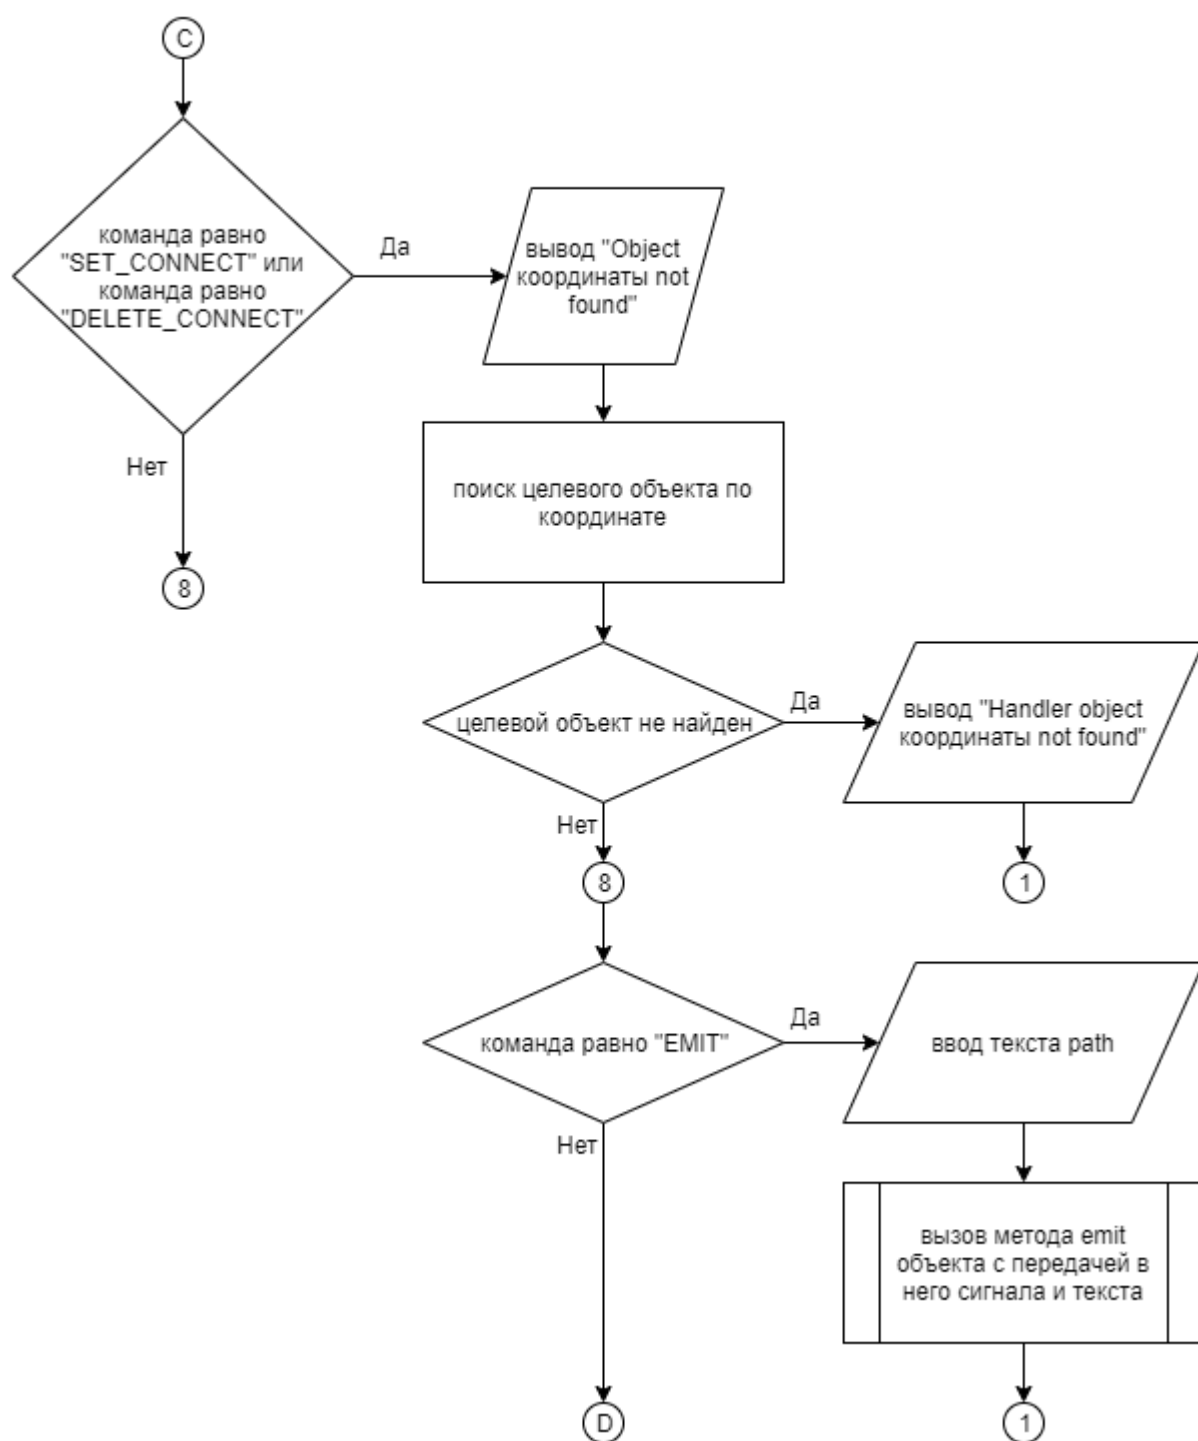 C
команда равно
"SET_CONNECT" или
команда равно
"DELETE_CONNECT"
Да
вывод "Object
координаты not
found"
Нет
8
поиск целевого объекта по
координате
целевой объект не найден
Да
вывод "Handler object
координаты not found"
Нет
8
1
команда равно "EMIT"
Да
ввод текста path
Нет
вызов метода emit
объекта с передачей в
него сигнала и текста
D
1